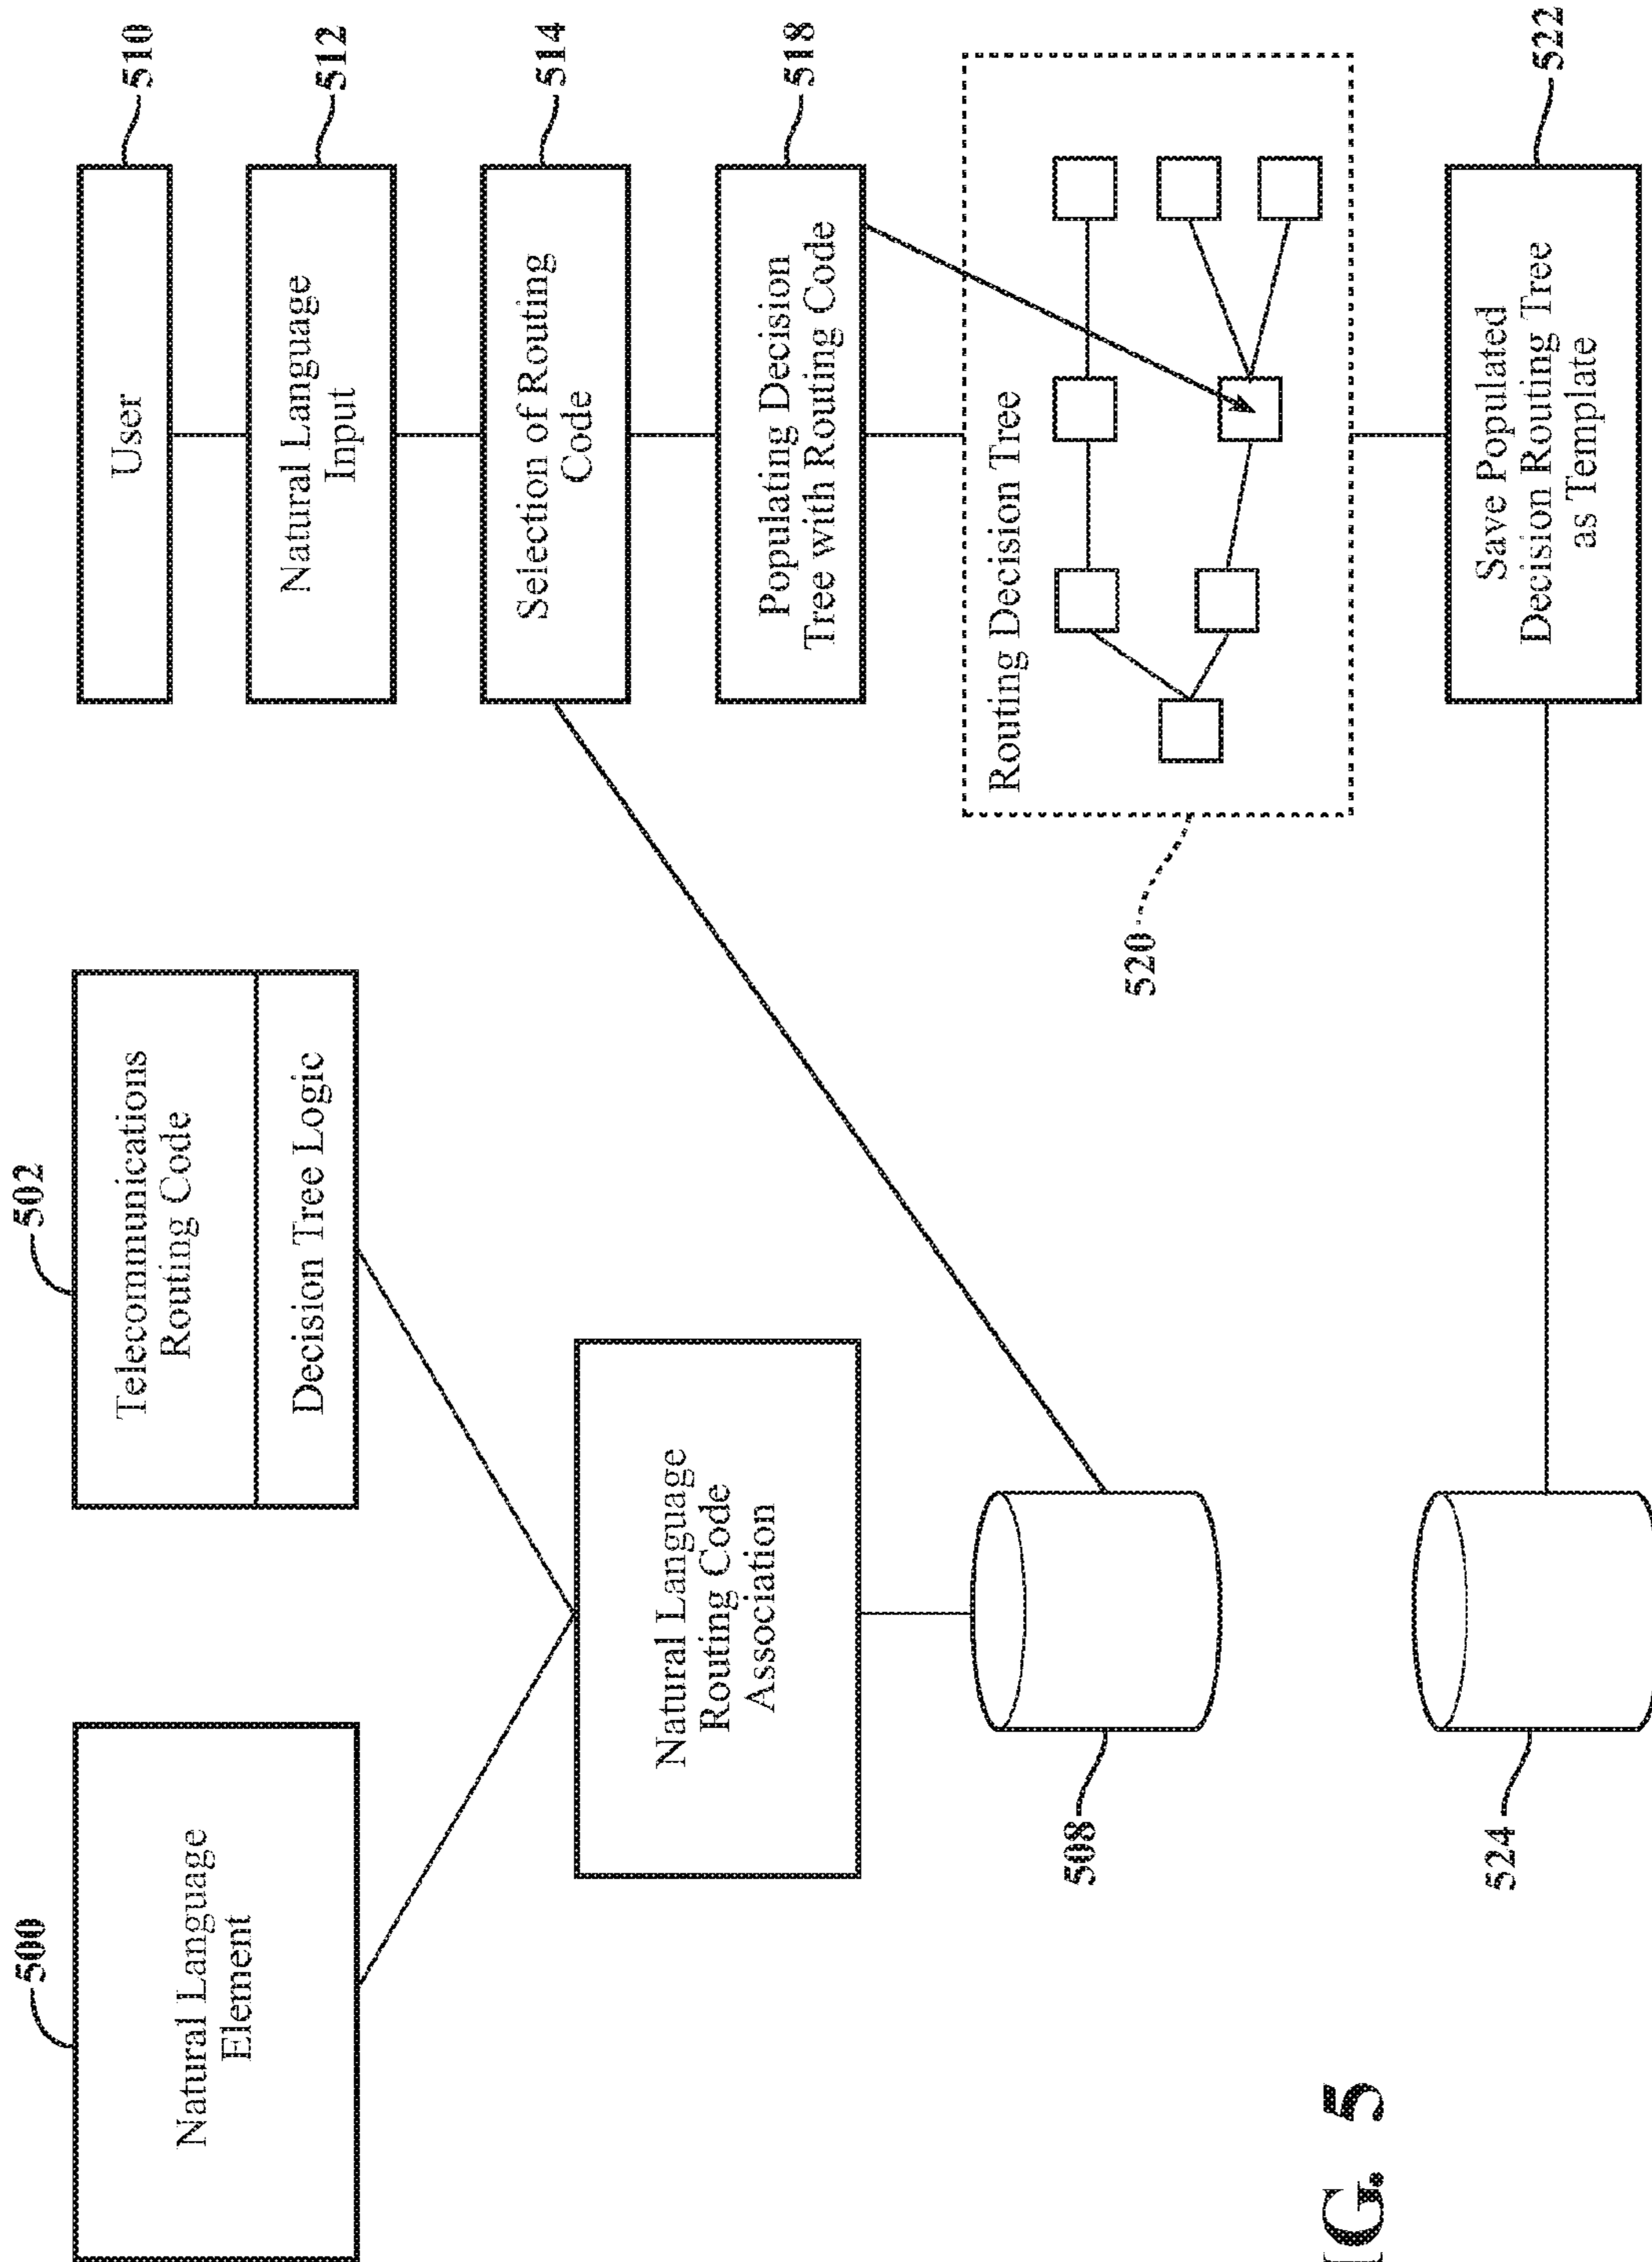 500
Natural Language
Element
502
Telecommunications
Routing Code
Decision Tree Logic
Natural Language
Routing Code
Association
508
524
User
510
Natural Language
Input
512
Selection of Routing
Code
514
Populating Decision
Tree with Routing Code
518
Routing Decision Tree
520
Save Populated
Decision Routing Tree
as Template
522
IG. 5